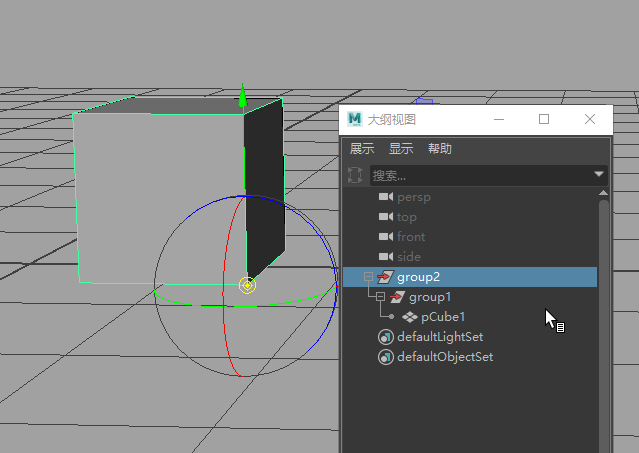 M 大纲视图
展示 显示 帮助
搜索...
persp
top
front
side
group2
group1
pCube1
defaultLightSet
defaultObjectSet